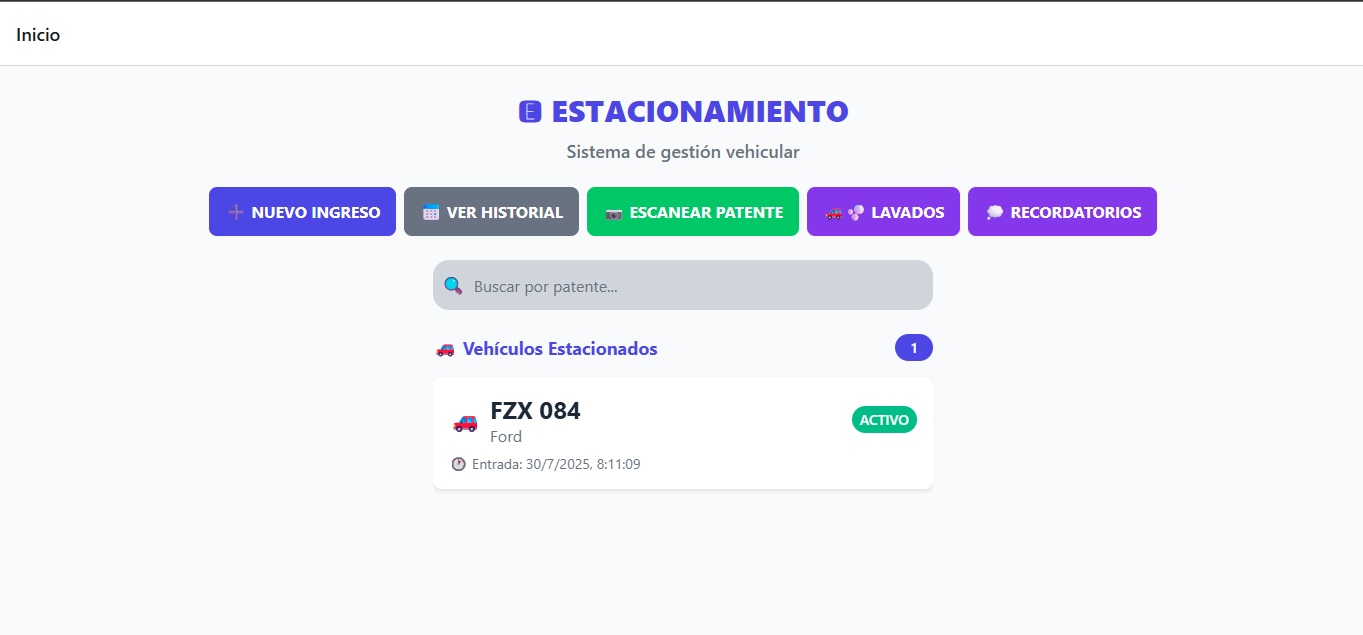 Inicio
E ESTACIONAMIENTO
Sistema de gestión vehicular
NUEVO INGRESO
VER HISTORIAL
ESCANEAR PATENTE
LAVADOS
RECORDATORIOS
Buscar por patente...
Vehículos Estacionados
1
FZX 084
ACTIVO
Ford
Entrada: 30/7/2025, 8:11:09